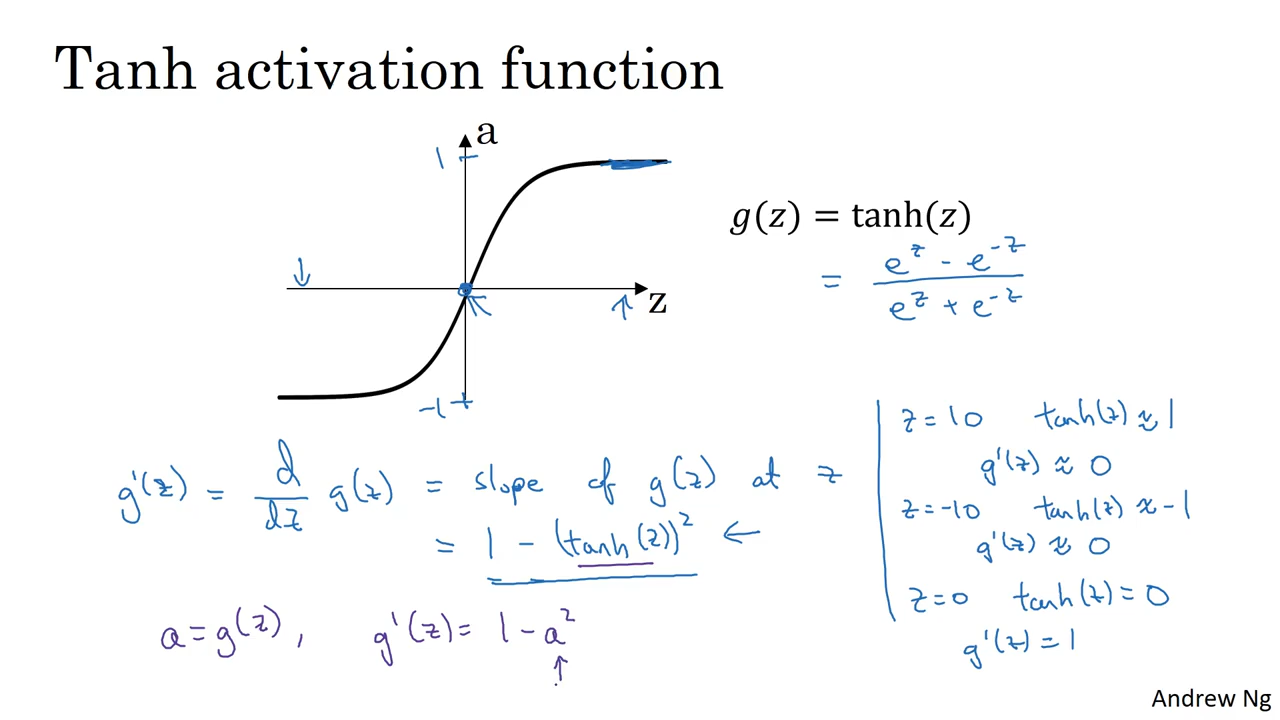 Tanh activation function
a
1
z
-1
g(z) = tanh(z)
= (e^z - e^-z) / (e^z + e^-z)
g'(z) = d/dz g(z) = slope of g(z) at z
= 1 - (tanh(z))² ←
a = g(z), g'(z) = 1 - a²
↑
z = 10 tanh(z) ≈ 1
g'(z) ≈ 0
z = -10 tanh(z) ≈ -1
g'(z) ≈ 0
z = 0 tanh(z) = 0
g'(z) = 1
Andrew Ng